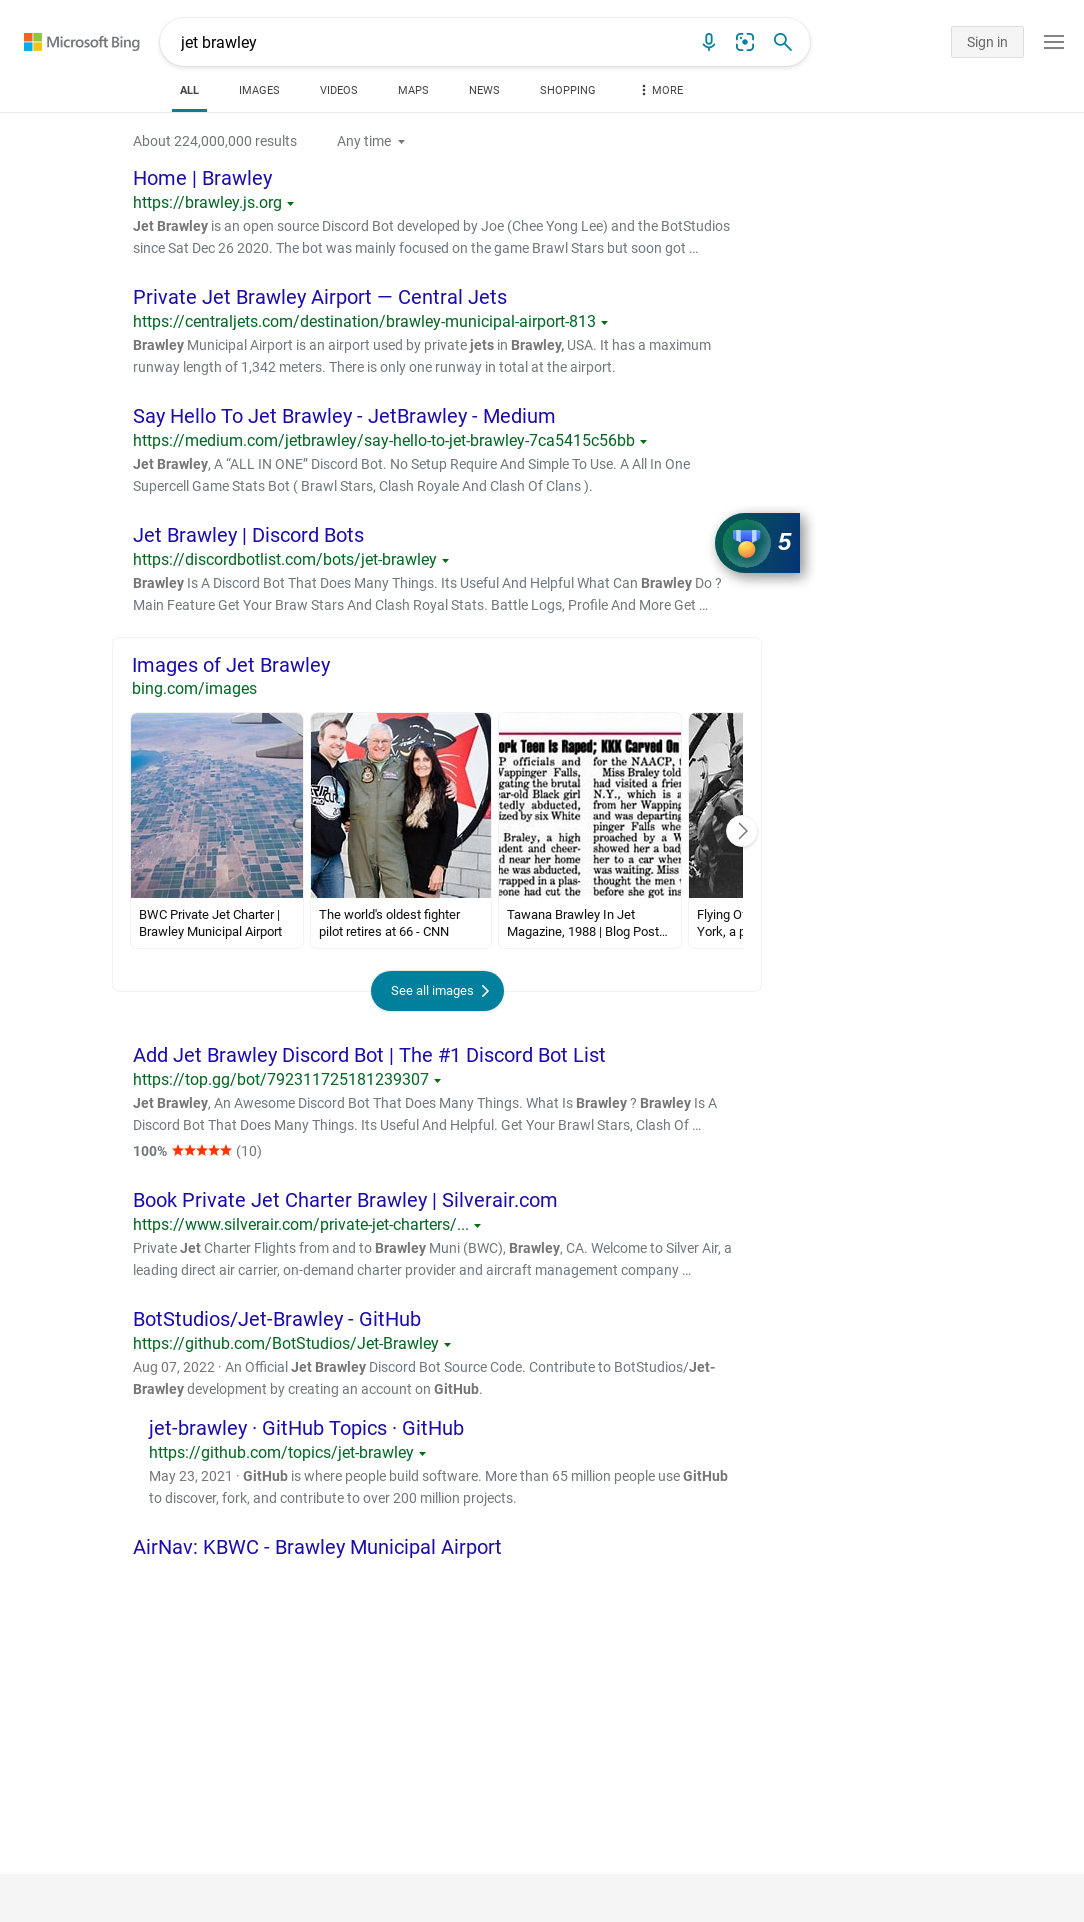 Microsoft Bing
jet brawley
Sign in
ALL IMAGES VIDEOS MAPS NEWS SHOPPING MORE
About 224,000,000 results Any time
Home | Brawley
https://brawley.js.org
Jet Brawley is an open source Discord Bot developed by Joe (Chee Yong Lee) and the BotStudios
since Sat Dec 26 2020. The bot was mainly focused on the game Brawl Stars but soon got …
Private Jet Brawley Airport — Central Jets
https://centraljets.com/destination/brawley-municipal-airport-813
Brawley Municipal Airport is an airport used by private jets in Brawley, USA. It has a maximum
runway length of 1,342 meters. There is only one runway in total at the airport.
Say Hello To Jet Brawley - JetBrawley - Medium
https://medium.com/jetbrawley/say-hello-to-jet-brawley-7ca5415c56bb
Jet Brawley, A “ALL IN ONE” Discord Bot. No Setup Require And Simple To Use. A All In One
Supercell Game Stats Bot ( Brawl Stars, Clash Royale And Clash Of Clans ).
Jet Brawley | Discord Bots
5
https://discordbotlist.com/bots/jet-brawley
Brawley Is A Discord Bot That Does Many Things. Its Useful And Helpful What Can Brawley Do ?
Main Feature Get Your Braw Stars And Clash Royal Stats. Battle Logs, Profile And More Get …
Images of Jet Brawley
bing.com/images
ork Teen Is Raped; KKK Carved On
P officials and
Wappinger Falls,
gating the brutal
ear-old Black girl
tedly abducted,
ized by six White
Braley, a high
dent and cheer-
d near her home
he was abducted,
wrapped in a plas-
eone had cut the
for the NAACP,
Miss Braley told
had visited a frie
N.Y., which is a
from her Wapping
and was departing
pinger Falls whe
proached by a W
showed her a bad
her to a car wher
was waiting. Miss
thought the men
before she got ins
BWC Private Jet Charter |
Brawley Municipal Airport
The world's oldest fighter
pilot retires at 66 - CNN
Tawana Brawley In Jet
Magazine, 1988 | Blog Post…
Flying O
York, a p
See all images
Add Jet Brawley Discord Bot | The #1 Discord Bot List
https://top.gg/bot/792311725181239307
Jet Brawley, An Awesome Discord Bot That Does Many Things. What Is Brawley ? Brawley Is A
Discord Bot That Does Many Things. Its Useful And Helpful. Get Your Brawl Stars, Clash Of …
100% (10)
Book Private Jet Charter Brawley | Silverair.com
https://www.silverair.com/private-jet-charters/...
Private Jet Charter Flights from and to Brawley Muni (BWC), Brawley, CA. Welcome to Silver Air, a
leading direct air carrier, on-demand charter provider and aircraft management company …
BotStudios/Jet-Brawley - GitHub
https://github.com/BotStudios/Jet-Brawley
Aug 07, 2022 · An Official Jet Brawley Discord Bot Source Code. Contribute to BotStudios/Jet-
Brawley development by creating an account on GitHub.
jet-brawley · GitHub Topics · GitHub
https://github.com/topics/jet-brawley
May 23, 2021 · GitHub is where people build software. More than 65 million people use GitHub
to discover, fork, and contribute to over 200 million projects.
AirNav: KBWC - Brawley Municipal Airport